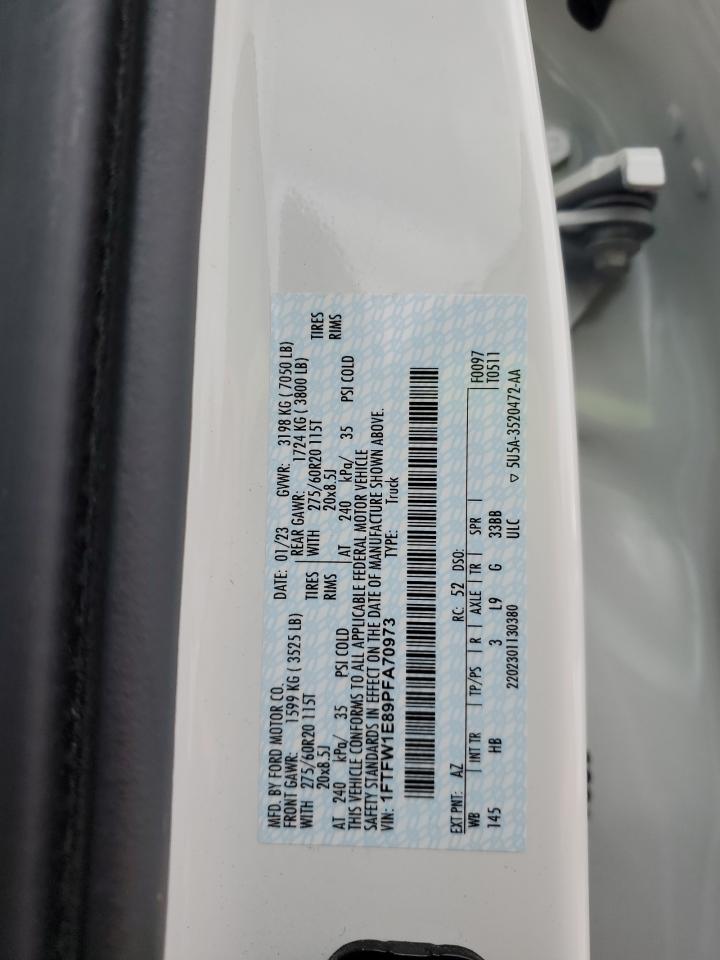 MFD. BY FORD MOTOR CO. DATE: 01/23 GVWR: 3198 KG ( 7050 LB)
FRONT GAWR: 1599 KG ( 3525 LB) REAR GAWR: 1724 KG ( 3800 LB)
WITH 275/60R20 115T TIRES WITH 275/60R20 115T TIRES
20x8.5J RIMS 20x8.5J RIMS
AT 240 kPa/ 35 PSI COLD AT 240 kPa/ 35 PSI COLD
THIS VEHICLE CONFORMS TO ALL APPLICABLE FEDERAL MOTOR VEHICLE
SAFETY STANDARDS IN EFFECT ON THE DATE OF MANUFACTURE SHOWN ABOVE.
VIN: 1FTFW1E89PFA70973 TYPE: Truck
EXT PNT: AZ RC: 52 DSO: F0097
WB INT TR TP/PS R AXLE TR SPR T0511
145 HB 3 L9 G 33BB
2202301130380 ULC ▽ 5U5A-3520472-AA